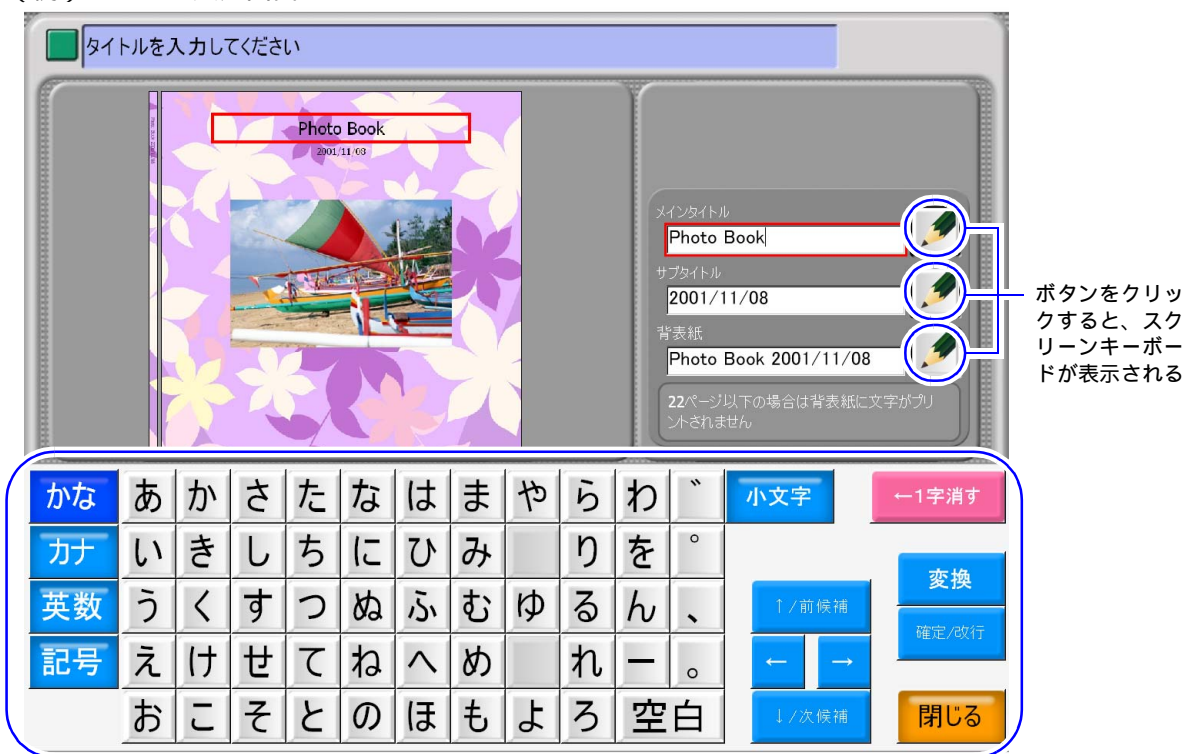 タイトルを入力してください
Photo Book
2001/11/08
メインタイトル
Photo Book
サブタイトル
2001/11/08
背表紙
Photo Book 2001/11/08
22ページ以下の場合は背表紙に文字がプリ
ントされません
ボタンをクリッ
クすると、スク
リーンキーボー
ドが表示される
かな あ か さ た な は ま や ら わ ゛ 小文字 ←1字消す
カナ い き し ち に ひ み り を ゜
英数 う く す つ ぬ ふ む ゆ る ん 、 ↑/前候補 変換
確定/改行
記号 え け せ て ね へ め れ ー 。 ← →
お こ そ と の ほ も よ ろ 空白 ↓/次候補 閉じる